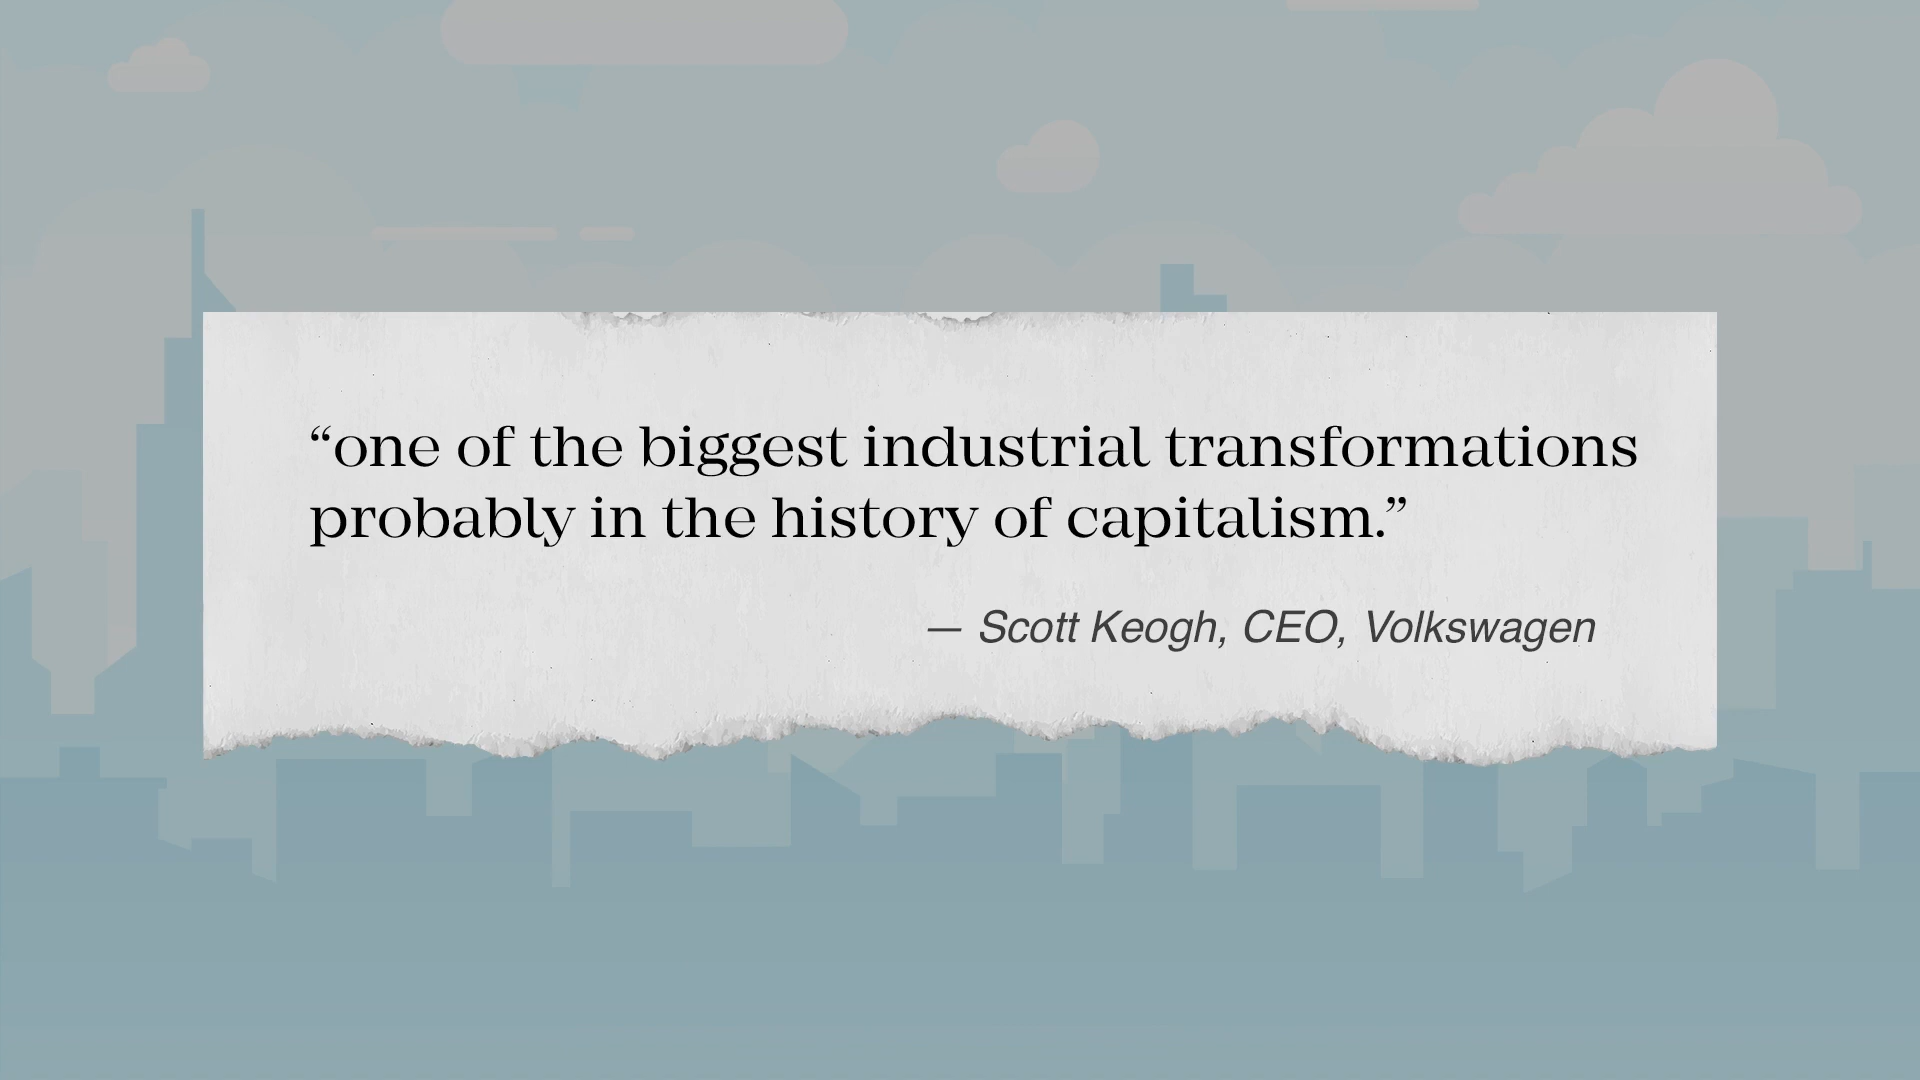 “one of the biggest industrial transformations
probably in the history of capitalism.”
— Scott Keogh, CEO, Volkswagen